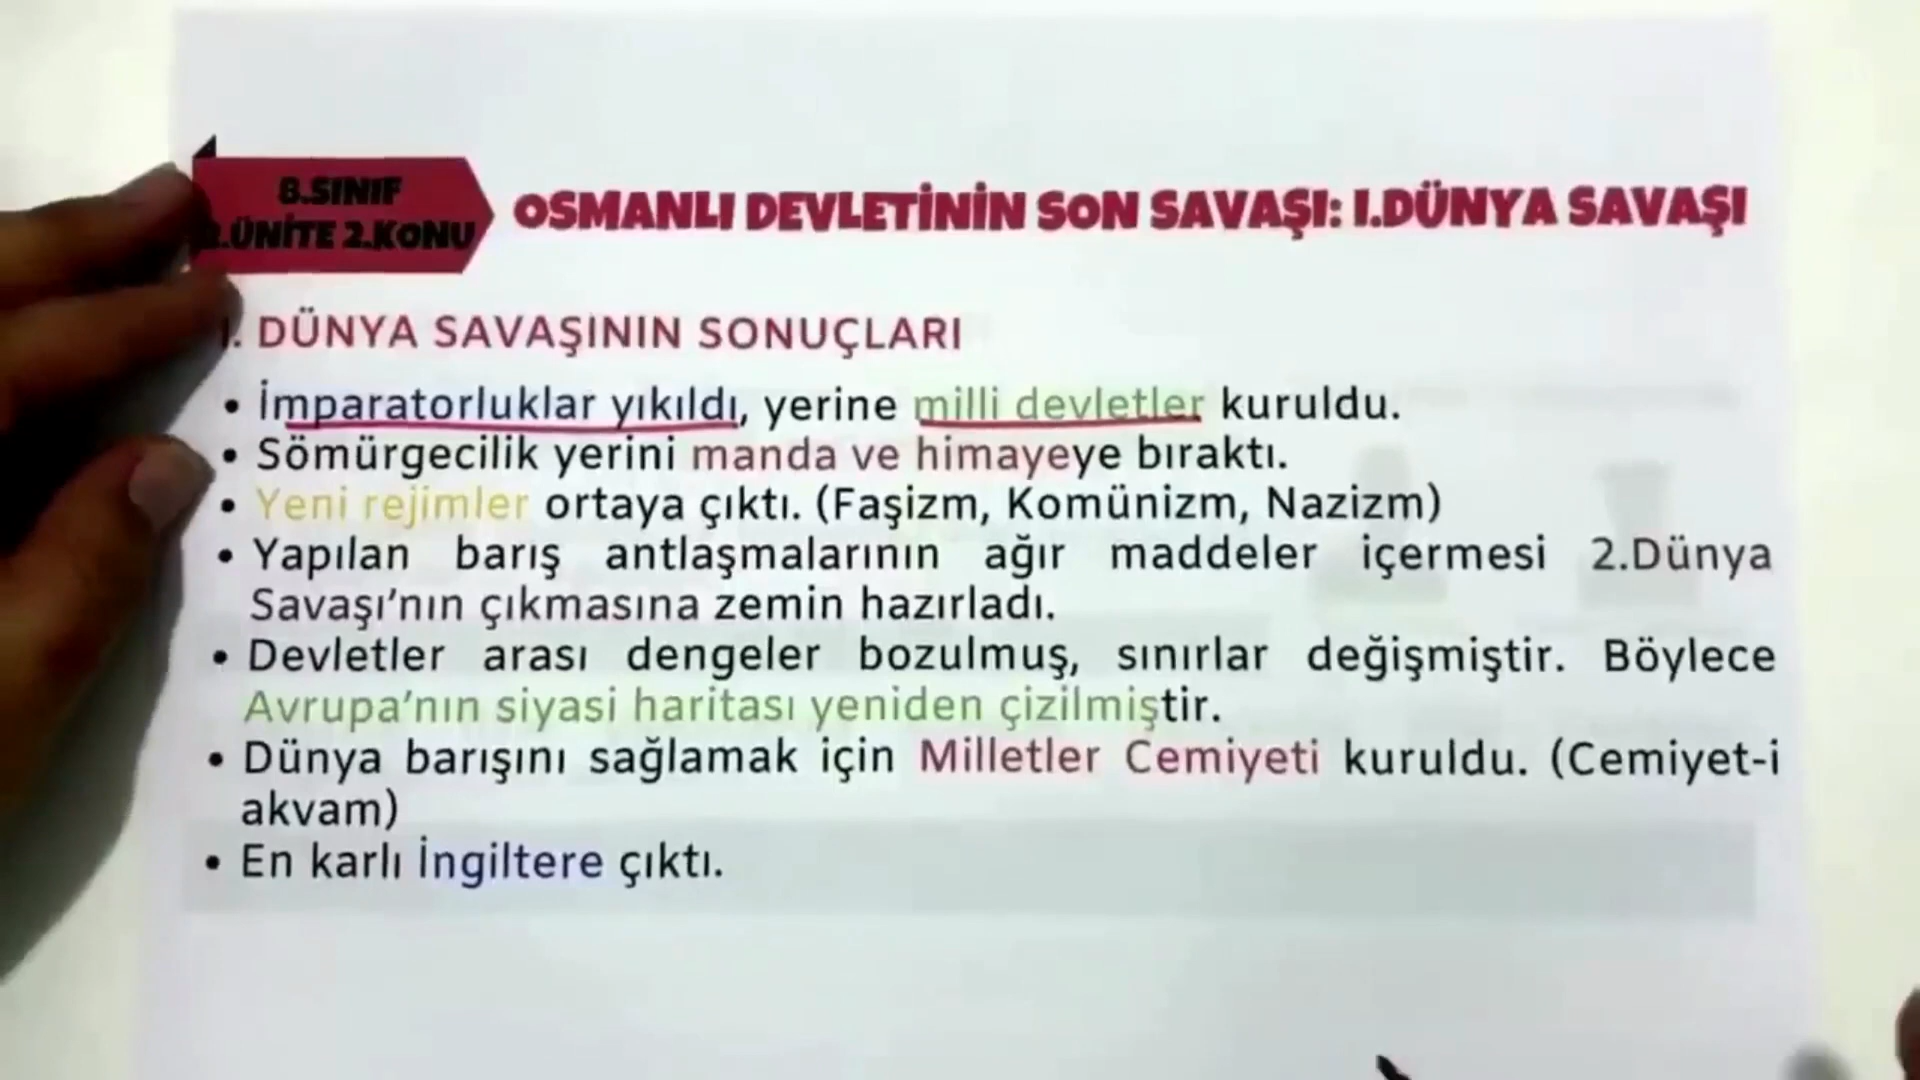 8.SINIF
.ÜNİTE 2.KONU
OSMANLI DEVLETİNİN SON SAVAŞI: I.DÜNYA SAVAŞI
I. DÜNYA SAVAŞININ SONUÇLARI
• İmparatorluklar yıkıldı, yerine milli devletler kuruldu.
• Sömürgecilik yerini manda ve himayeye bıraktı.
• Yeni rejimler ortaya çıktı. (Faşizm, Komünizm, Nazizm)
• Yapılan barış antlaşmalarının ağır maddeler içermesi 2.Dünya
Savaşı’nın çıkmasına zemin hazırladı.
• Devletler arası dengeler bozulmuş, sınırlar değişmiştir. Böylece
Avrupa’nın siyasi haritası yeniden çizilmiştir.
• Dünya barışını sağlamak için Milletler Cemiyeti kuruldu. (Cemiyet-i
akvam)
• En karlı İngiltere çıktı.